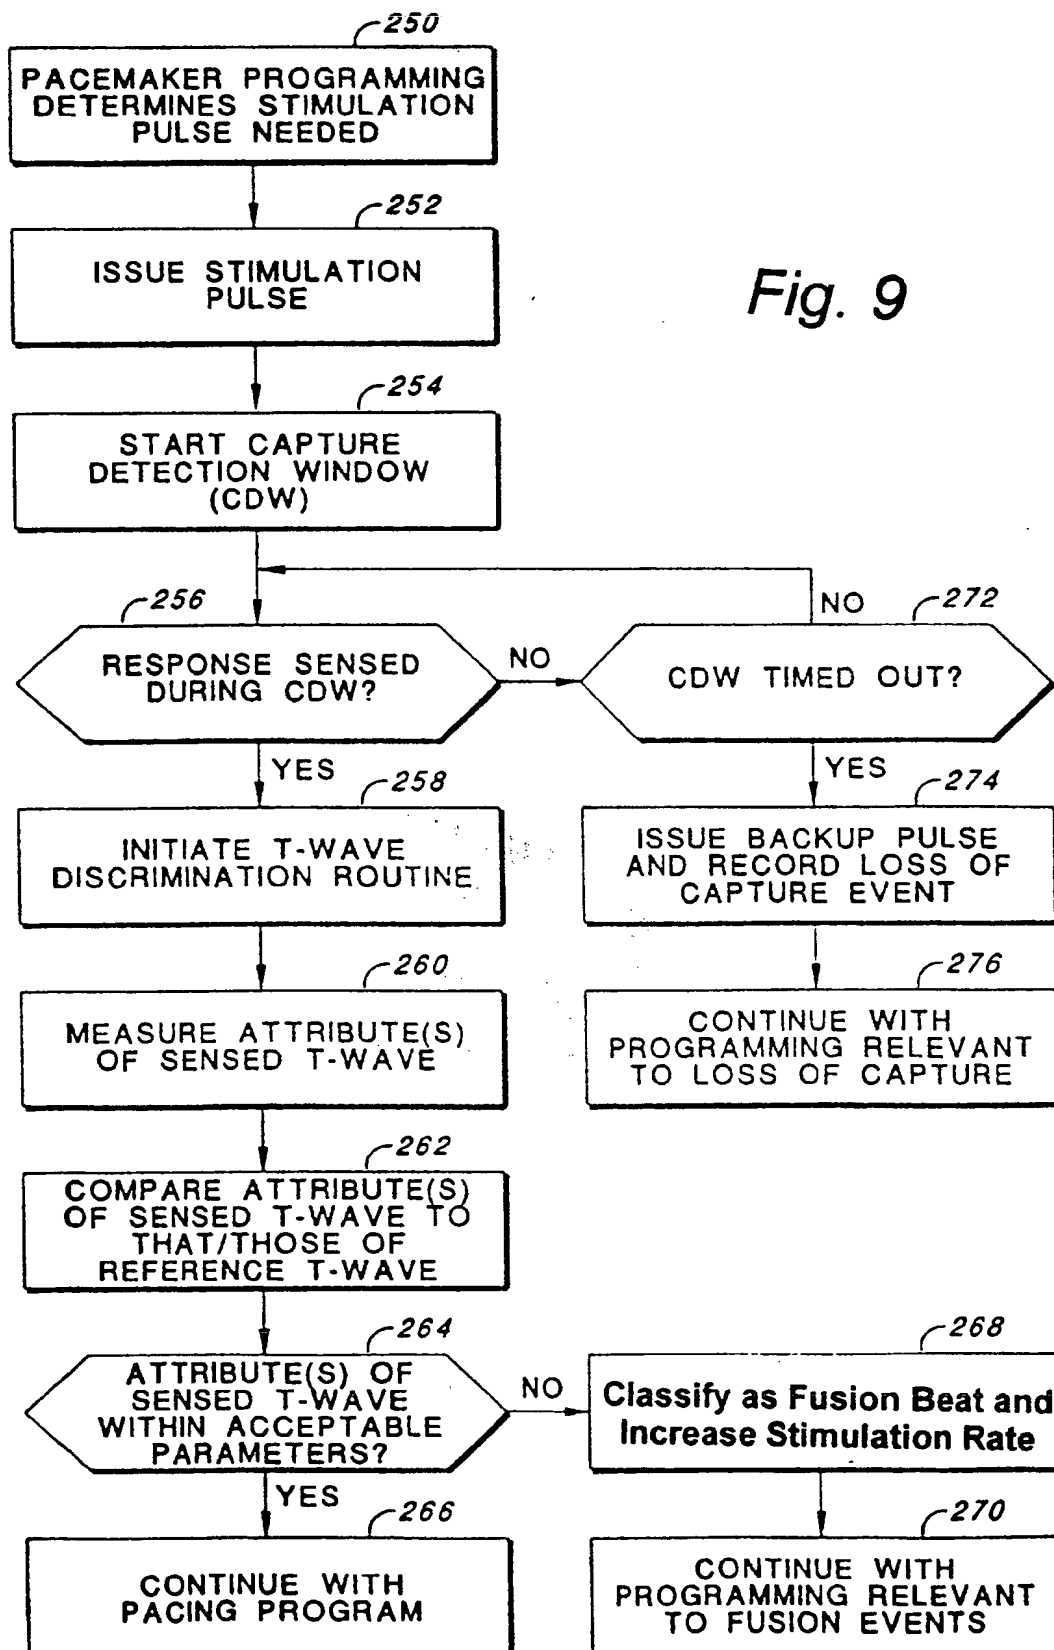 250
PACEMAKER PROGRAMMING
DETERMINES STIMULATION
PULSE NEEDED
252
ISSUE STIMULATION
PULSE
Fig. 9
254
START CAPTURE
DETECTION WINDOW
(CDW)
256
RESPONSE SENSED
DURING CDW?
NO
NO
272
CDW TIMED OUT?
YES
258
INITIATE T-WAVE
DISCRIMINATION ROUTINE
YES
274
ISSUE BACKUP PULSE
AND RECORD LOSS OF
CAPTURE EVENT
260
MEASURE ATTRIBUTE(S)
OF SENSED T-WAVE
276
CONTINUE WITH
PROGRAMMING RELEVANT
TO LOSS OF CAPTURE
262
COMPARE ATTRIBUTE(S)
OF SENSED T-WAVE TO
THAT/THOSE OF
REFERENCE T-WAVE
264
ATTRIBUTE(S) OF
SENSED T-WAVE
WITHIN ACCEPTABLE
PARAMETERS?
NO
268
Classify as Fusion Beat and
Increase Stimulation Rate
YES
266
CONTINUE WITH
PACING PROGRAM
270
CONTINUE WITH
PROGRAMMING RELEVANT
TO FUSION EVENTS